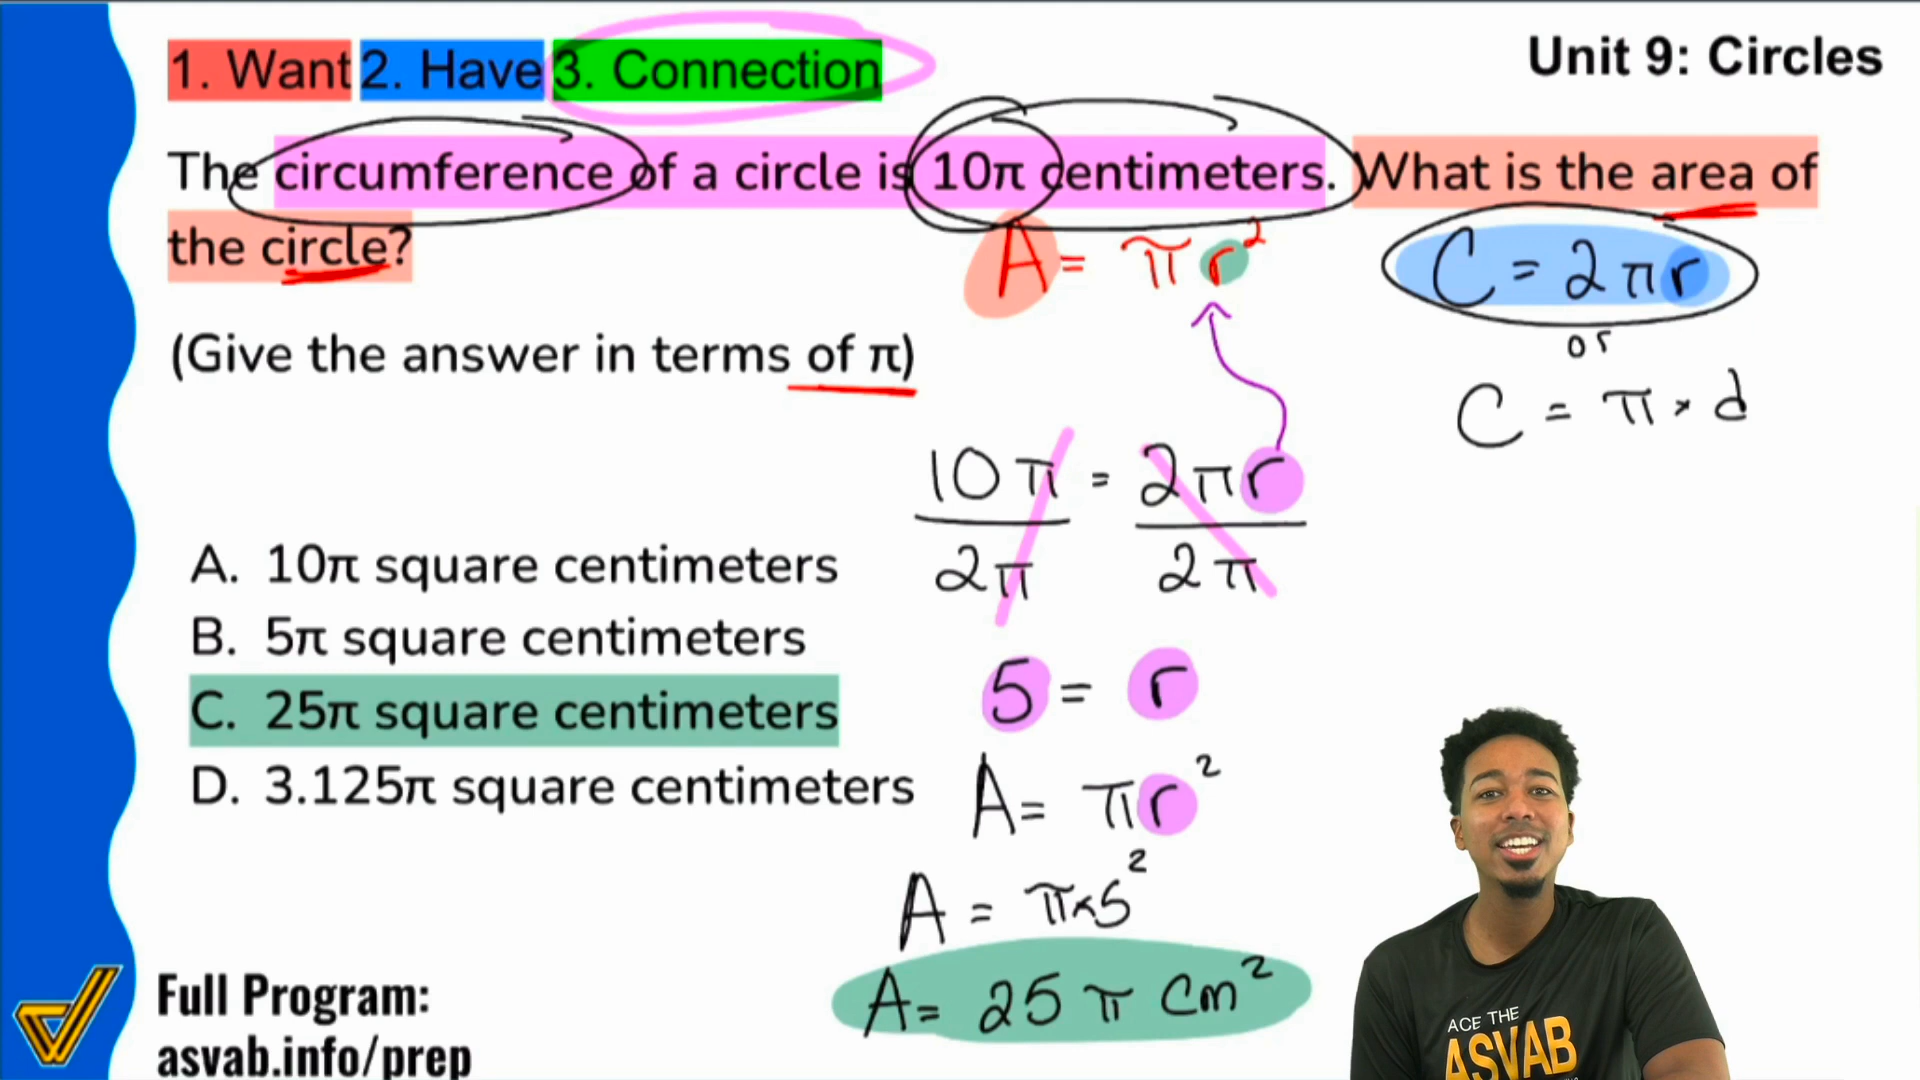 1. Want 2. Have 3. Connection
Unit 9: Circles
The circumference of a circle is 10π centimeters. What is the area of
the circle?
A = πr²
C = 2πr
or
C = π × d
(Give the answer in terms of π)
10π = 2πr
2π 2π
A. 10π square centimeters
B. 5π square centimeters
C. 25π square centimeters
D. 3.125π square centimeters
5 = r
A = πr²
A = π×5²
A = 25π cm²
Full Program:
asvab.info/prep
ACE THE
ASVAB